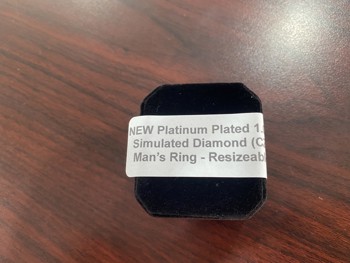 NEW Platinum Plated 1.
Simulated Diamond (C
Man's Ring - Resizeab